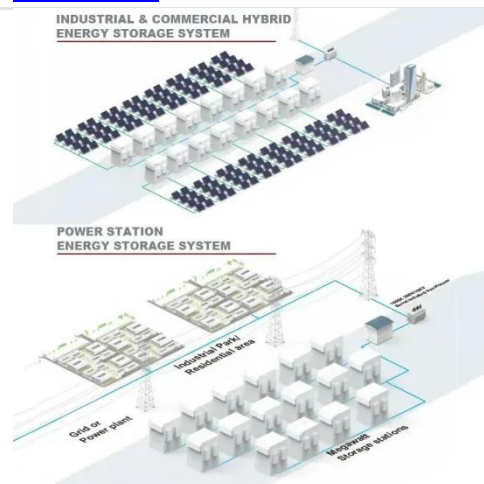 INDUSTRIAL & COMMERCIAL HYBRID
ENERGY STORAGE SYSTEM
POWER STATION
ENERGY STORAGE SYSTEM
Industrial Park/
Residential area
Grid or
Power plant
Megawatt
Storage stations